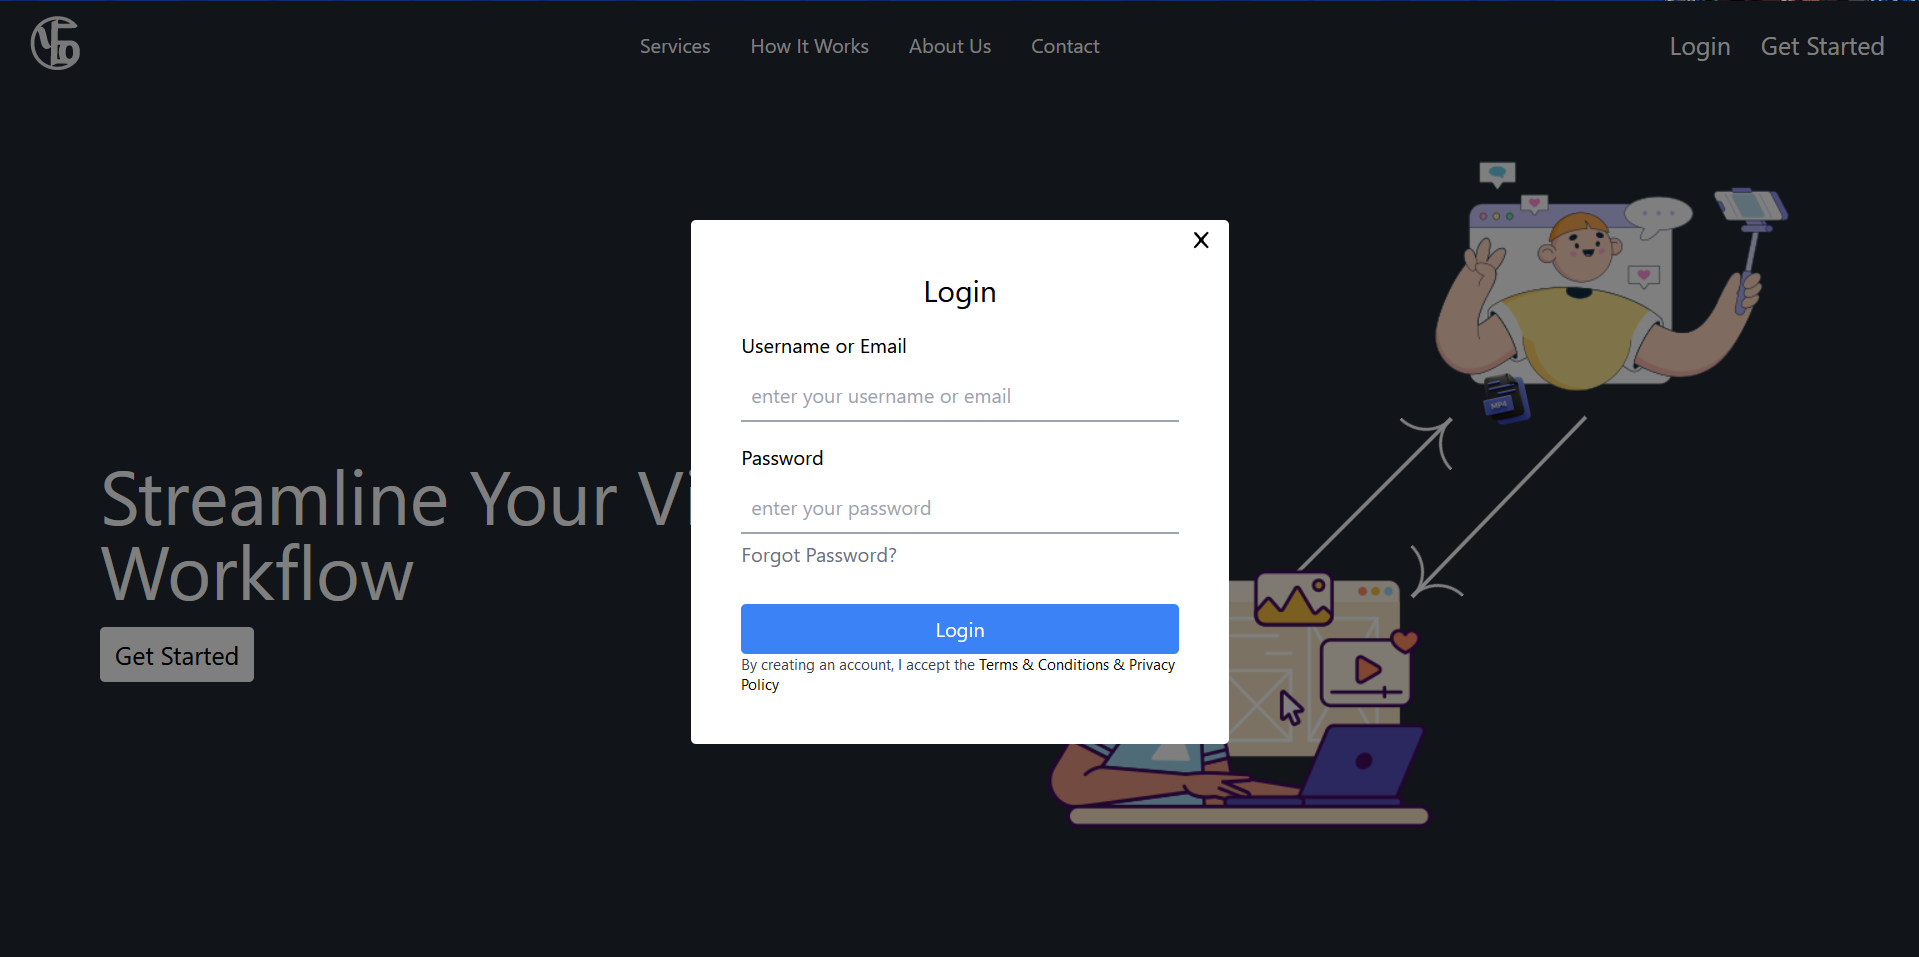 Services How It Works About Us Contact Login Get Started
Login
Username or Email
enter your username or email
Password
enter your password
Forgot Password?
Login
By creating an account, I accept the Terms & Conditions & Privacy
Policy
Streamline Your
Workflow
Get Started
MP4